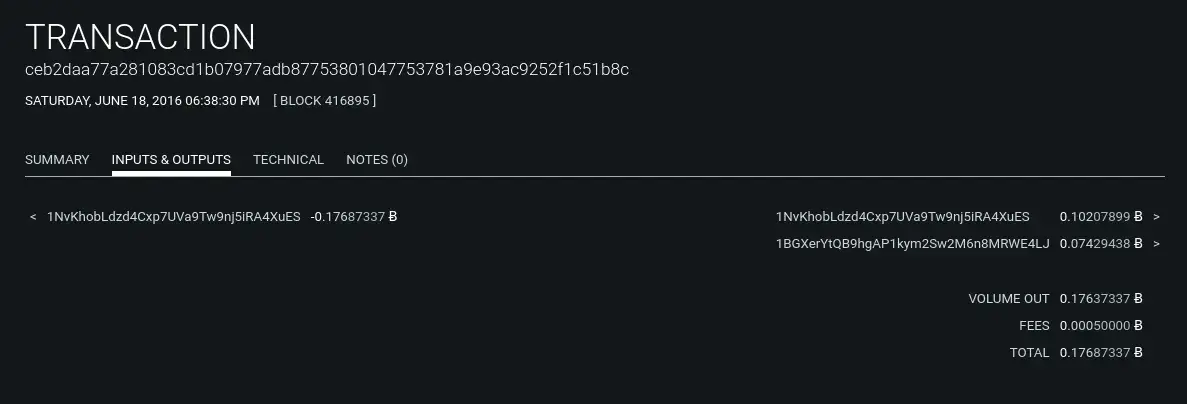 TRANSACTION
ceb2daa77a281083cd1b07977adb87753801047753781a9e93ac9252f1c51b8c
SATURDAY, JUNE 18, 2016 06:38:30 PM [ BLOCK 416895 ]
SUMMARY INPUTS & OUTPUTS TECHNICAL NOTES (0)
< 1NvKhobLdzd4Cxp7UVa9Tw9nj5iRA4XuES -0.17687337 Ƀ 1NvKhobLdzd4Cxp7UVa9Tw9nj5iRA4XuES 0.10207899 Ƀ >
1BGXerYtQB9hgAP1kym2Sw2M6n8MRWE4LJ 0.07429438 Ƀ >
VOLUME OUT 0.17637337 Ƀ
FEES 0.00050000 Ƀ
TOTAL 0.17687337 Ƀ